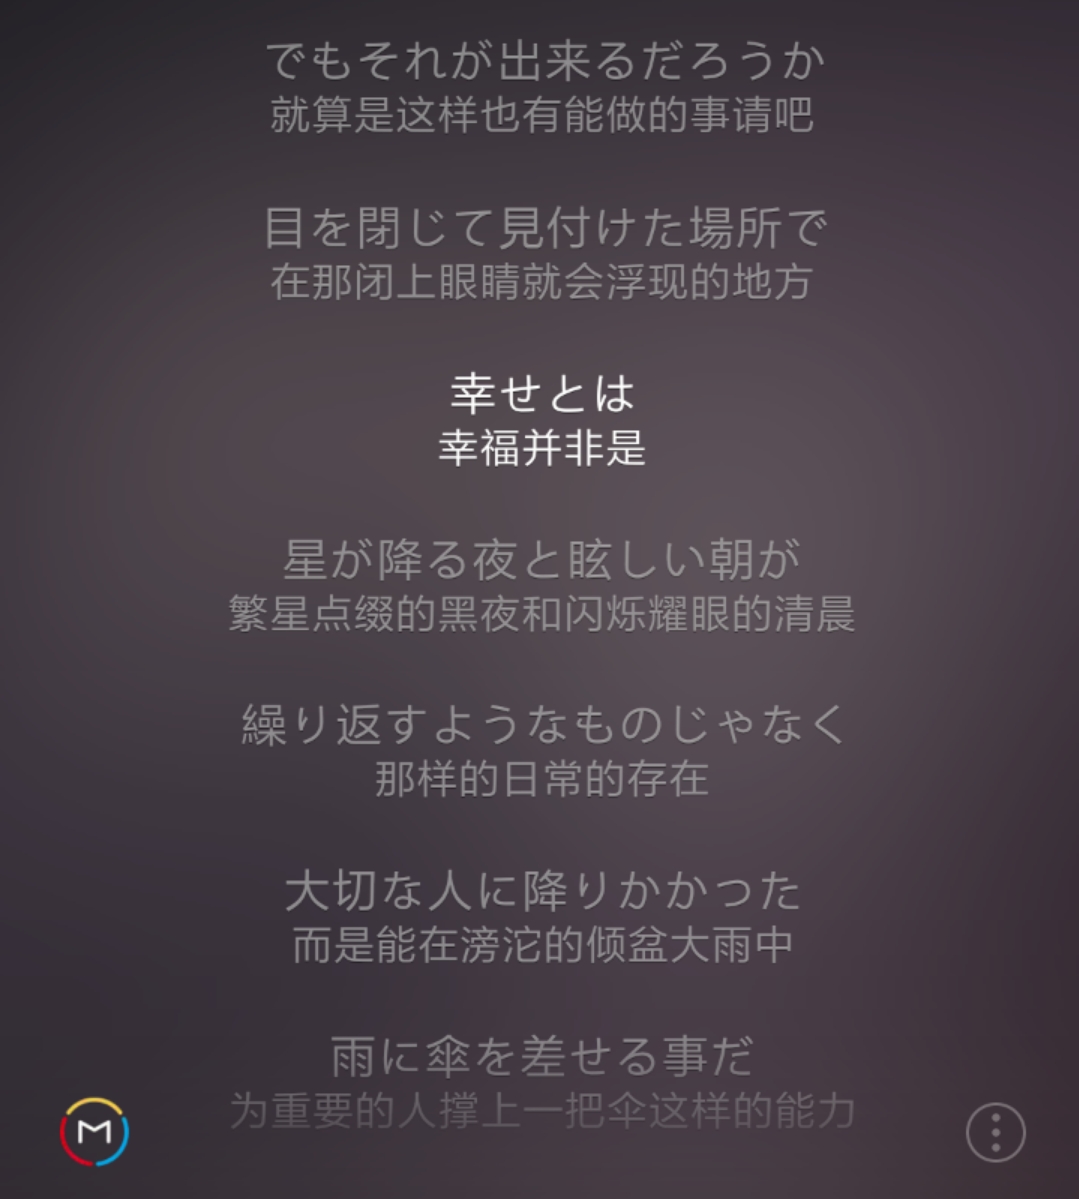 でもそれが出来るだろうか
就算是这样也有能做的事请吧
目を閉じて見付けた場所で
在那闭上眼睛就会浮现的地方
幸せとは
幸福并非是
星が降る夜と眩しい朝が
繁星点缀的黑夜和闪烁耀眼的清晨
繰り返すようなものじゃなく
那样的日常的存在
大切な人に降りかかった
而是能在滂沱的倾盆大雨中
雨に傘を差せる事だ
为重要的人撑上一把伞这样的能力
M